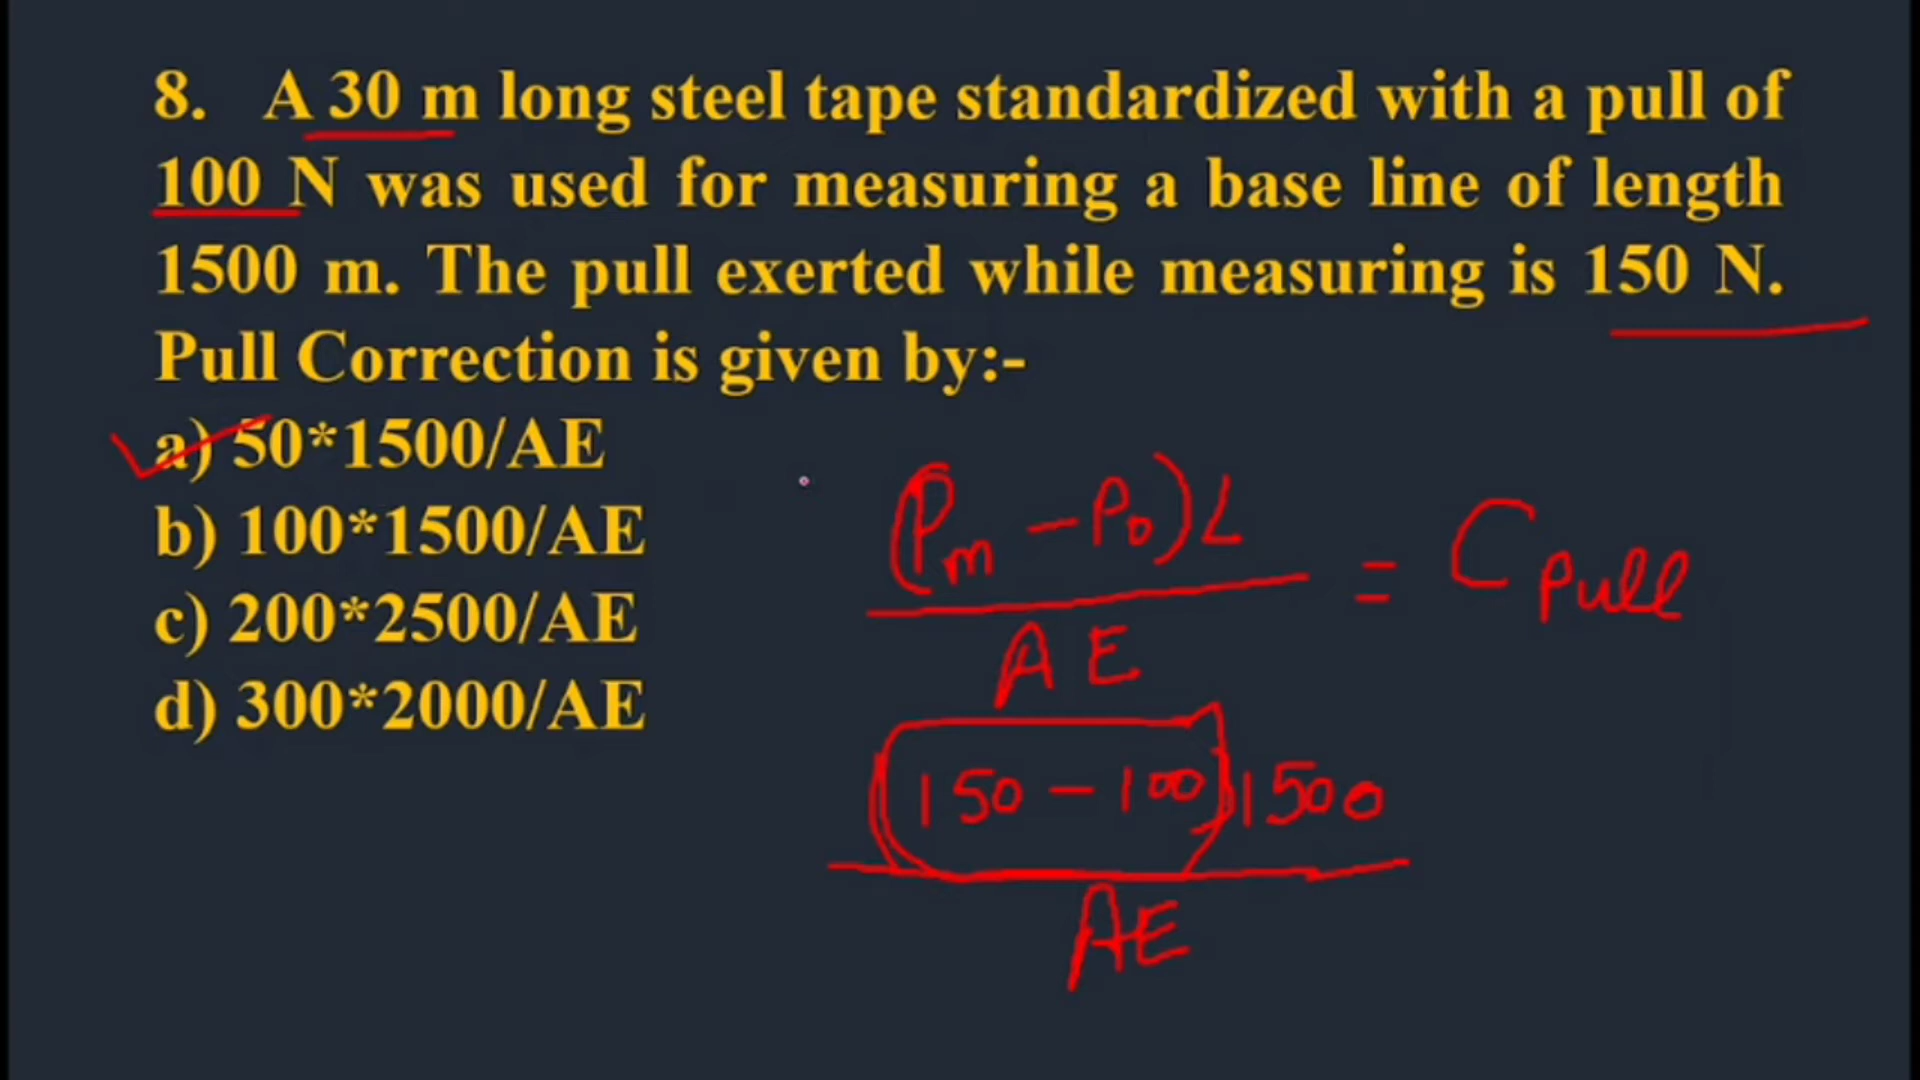 8. A 30 m long steel tape standardized with a pull of
100 N was used for measuring a base line of length
1500 m. The pull exerted while measuring is 150 N.
Pull Correction is given by:-
a) 50*1500/AE
b) 100*1500/AE
c) 200*2500/AE
d) 300*2000/AE
(Pm - Po)L
AE
= C pull
(150 - 100)1500
AE